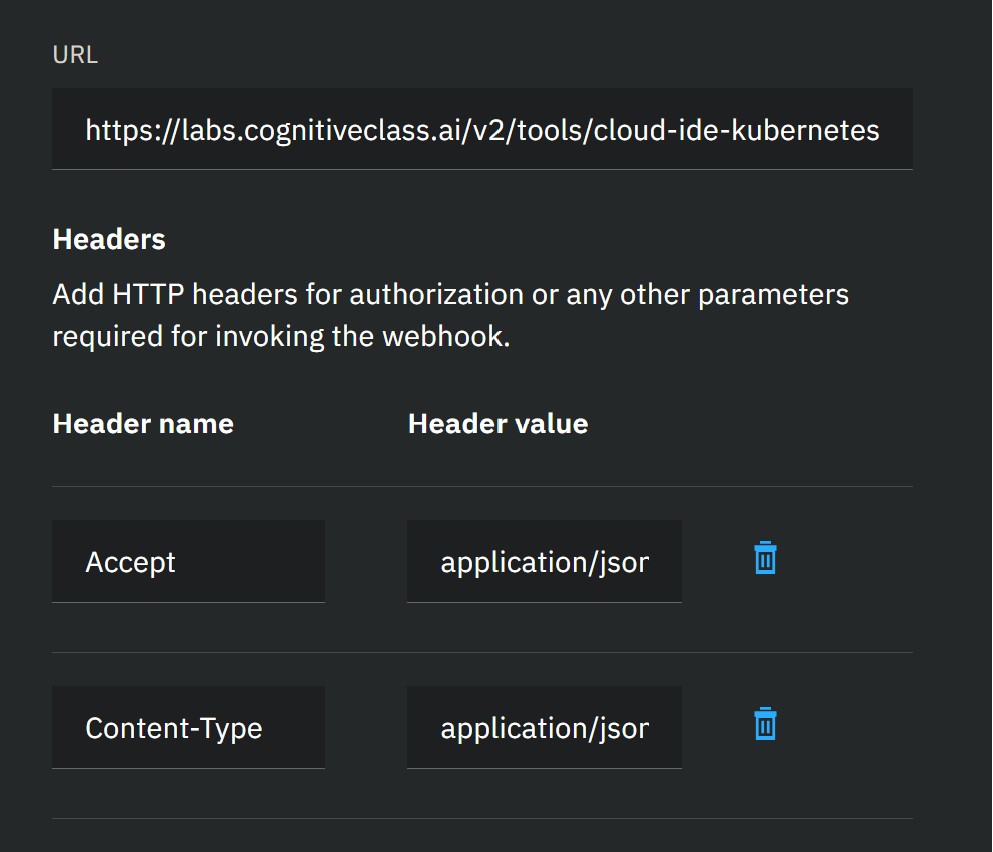 URL
https://labs.cognitiveclass.ai/v2/tools/cloud-ide-kubernetes
Headers
Add HTTP headers for authorization or any other parameters
required for invoking the webhook.
Header name Header value
Accept application/jsor
Content-Type application/jsor